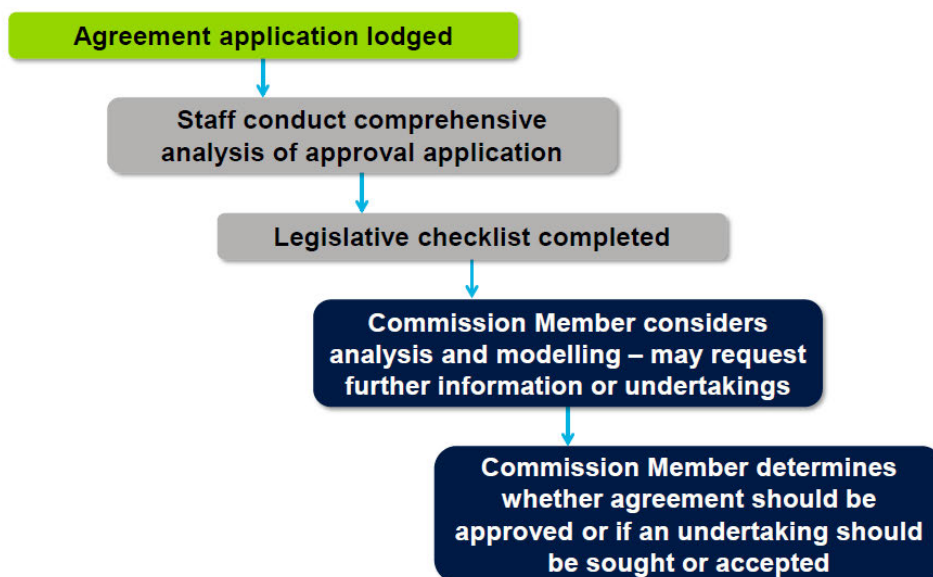 Agreement application lodged
Staff conduct comprehensive
analysis of approval application
Legislative checklist completed
Commission Member considers
analysis and modelling – may request
further information or undertakings
Commission Member determines
whether agreement should be
approved or if an undertaking should
be sought or accepted